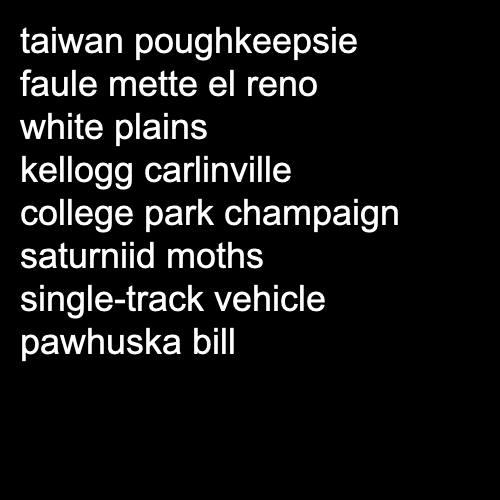 taiwan poughkeepsie
faule mette el reno
white plains
kellogg carlinville
college park champaign
saturniid moths
single-track vehicle
pawhuska bill